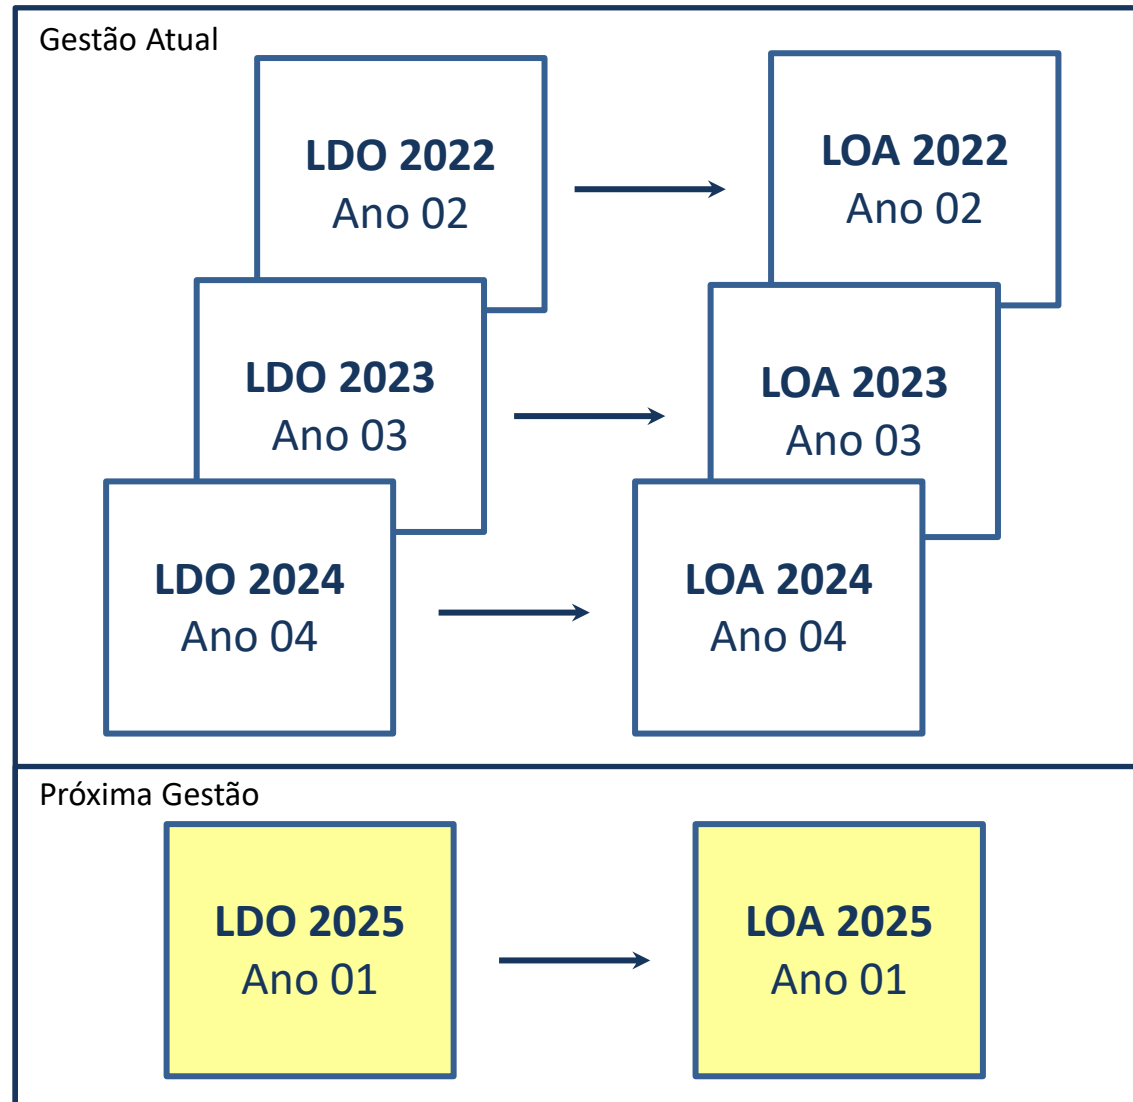 Gestão Atual
LDO 2022
Ano 02
LOA 2022
Ano 02
LDO 2023
Ano 03
LOA 2023
Ano 03
LDO 2024
Ano 04
LOA 2024
Ano 04
Próxima Gestão
LDO 2025
Ano 01
LOA 2025
Ano 01